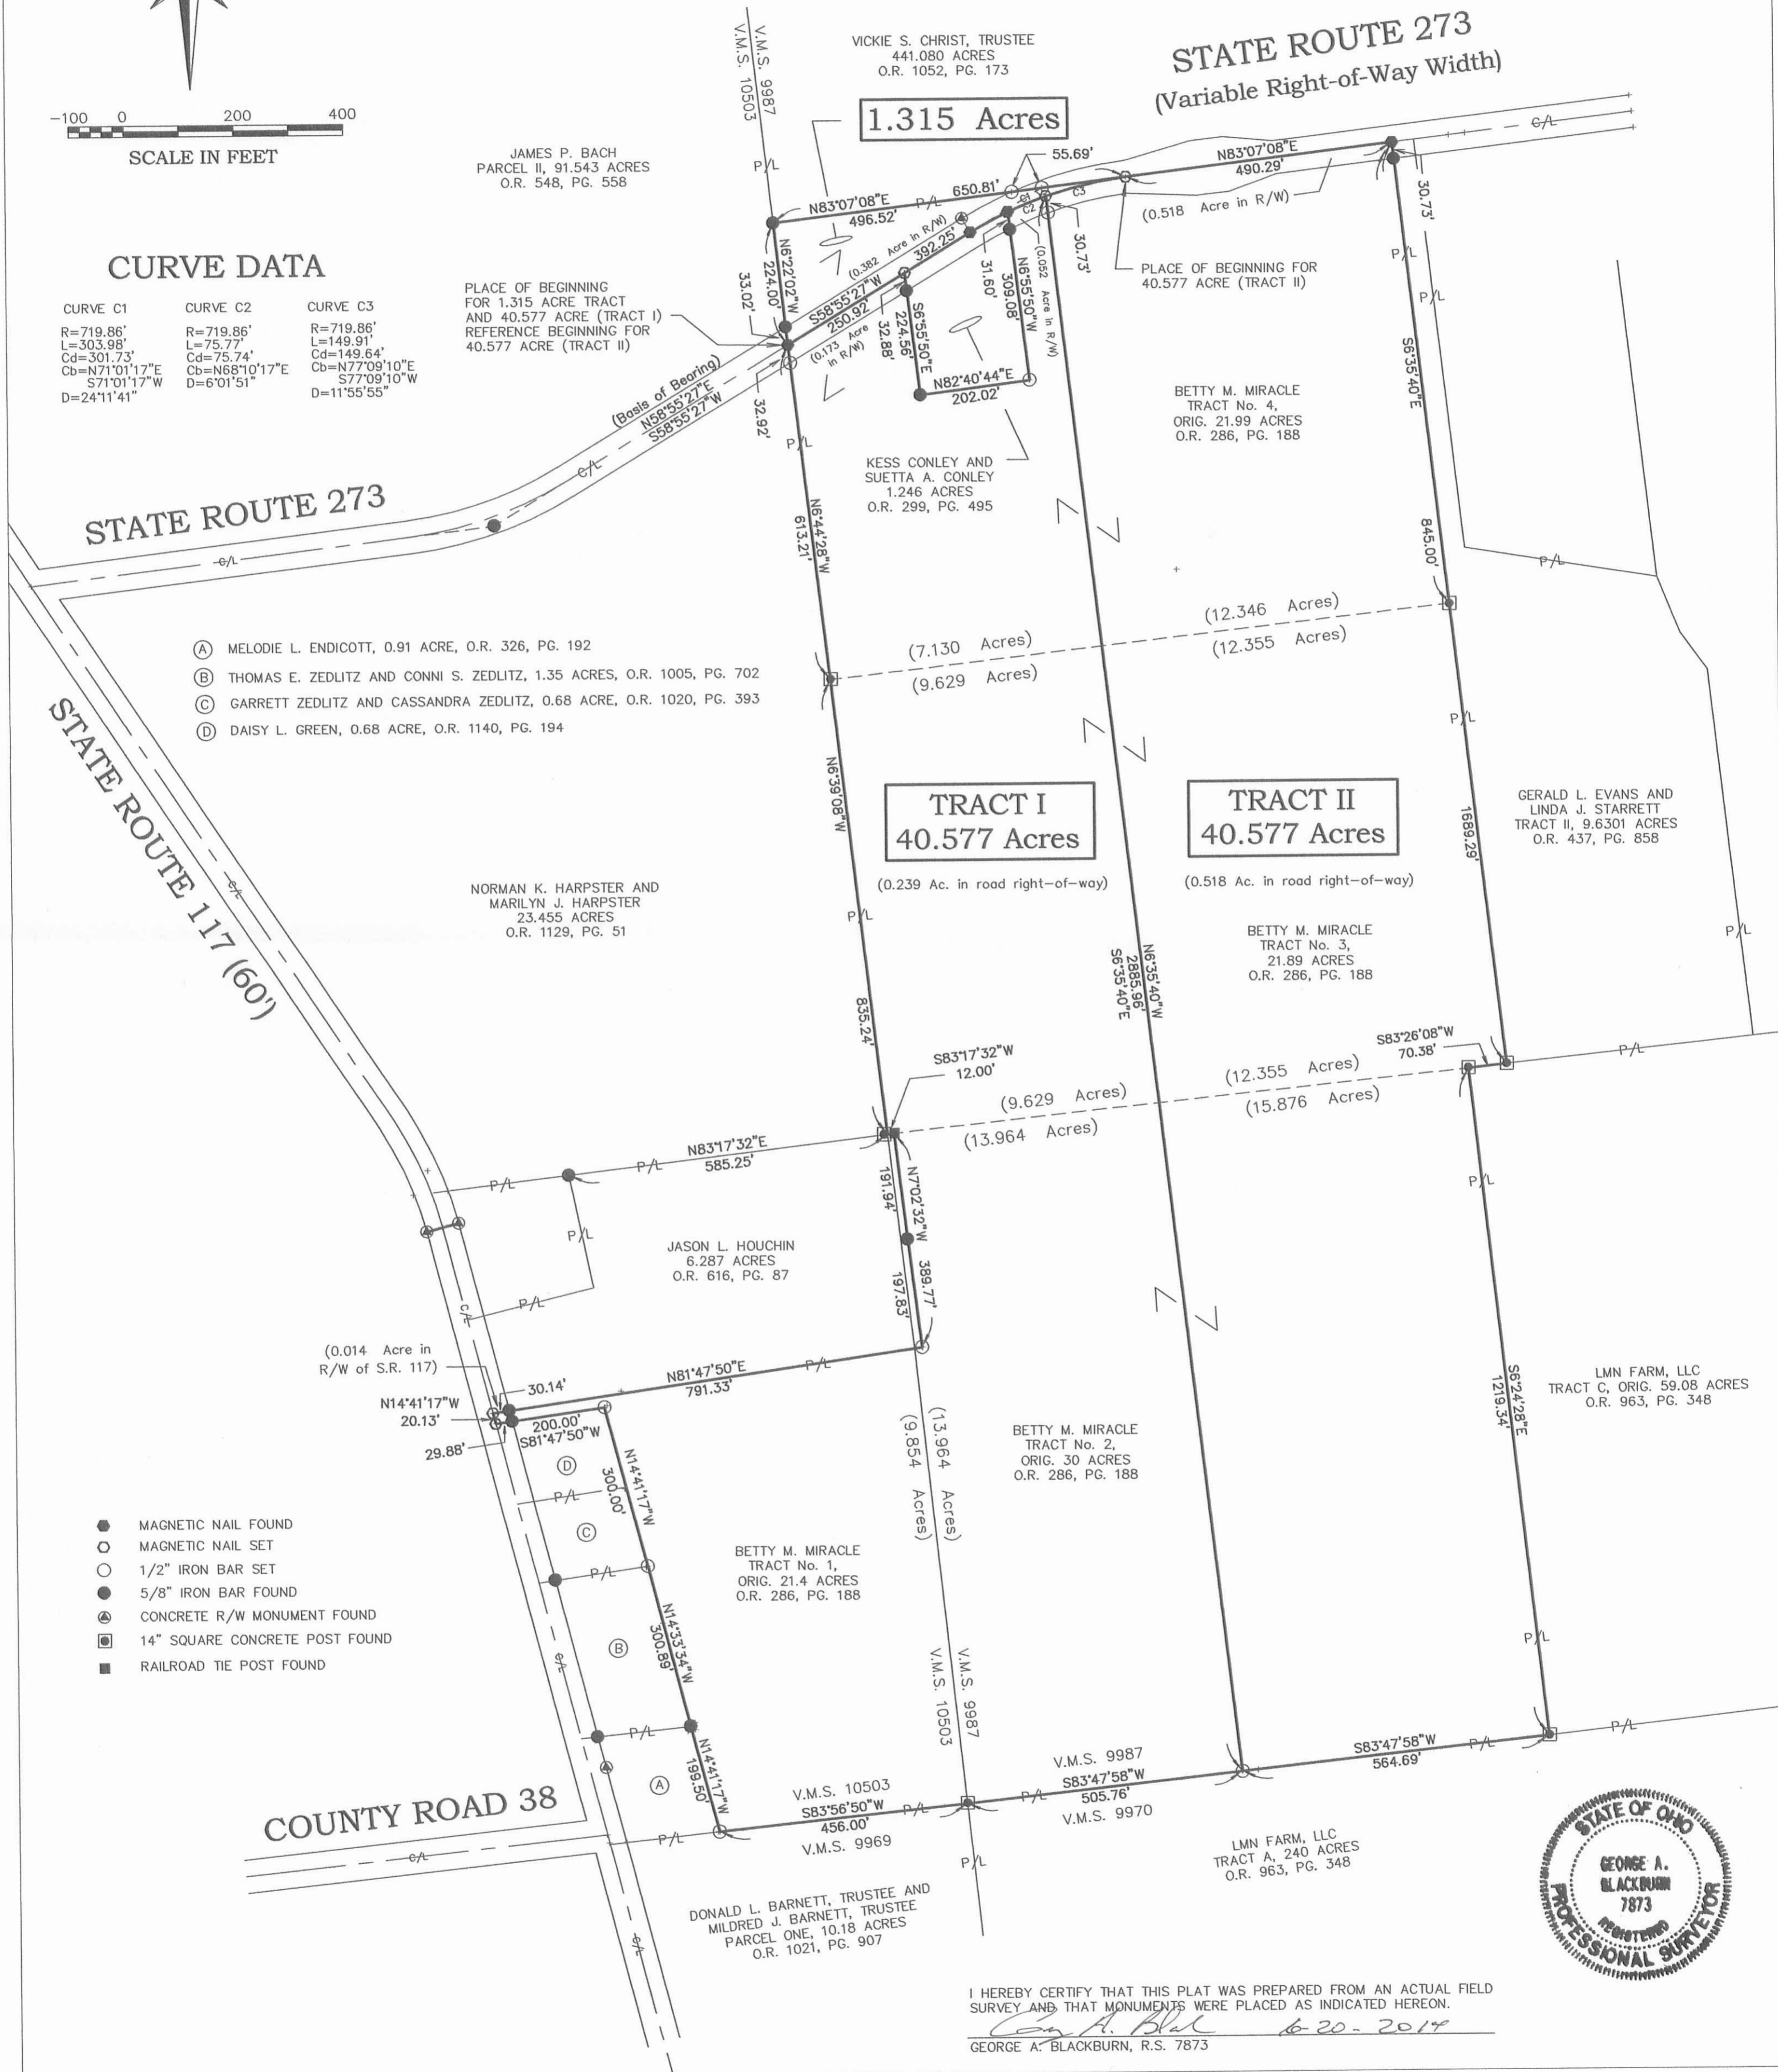 -100 0 200 400
SCALE IN FEET
V.M.S. 9987
V.M.S. 10503
VICKIE S. CHRIST, TRUSTEE
441.080 ACRES
O.R. 1052, PG. 173
STATE ROUTE 273
(Variable Right-of-Way Width)
1.315 Acres
JAMES P. BACH
PARCEL II, 91.543 ACRES
O.R. 548, PG. 558
P/L
55.69'
C/L
N83°07'08"E
490.29'
650.81'
N83°07'08"E
P/L
496.52'
C1
C2
C3
(0.518 Acre in R/W)
30.73'
(0.382 Acre in R/W)
392.25'
N6°22'02"W
224.00'
33.02'
S58°55'27"W
250.92'
(0.173 Acre
in R/W)
31.60'
N6°55'50"W
309.08'
(0.052 Acre in R/W)
30.73'
32.88'
S6°55'50"E
224.56'
N82°40'44"E
202.02'
PLACE OF BEGINNING FOR
40.577 ACRE (TRACT II)
P/L
P/L
S6°35'40"E
845.00'
CURVE DATA
CURVE C1
R=719.86'
L=303.98'
Cd=301.73'
Cb=N71°01'17"E
S71°01'17"W
D=24°11'41"
CURVE C2
R=719.86'
L=75.77'
Cd=75.74'
Cb=N68°10'17"E
D=6°01'51"
CURVE C3
R=719.86'
L=149.91'
Cd=149.64'
Cb=N77°09'10"E
S77°09'10"W
D=11°55'55"
PLACE OF BEGINNING
FOR 1.315 ACRE TRACT
AND 40.577 ACRE (TRACT I)
REFERENCE BEGINNING FOR
40.577 ACRE (TRACT II)
(Basis of Bearing)
N58°55'27"E
S58°55'27"W
C/L
32.92'
P/L
BETTY M. MIRACLE
TRACT No. 4,
ORIG. 21.99 ACRES
O.R. 286, PG. 188
KESS CONLEY AND
SUETTA A. CONLEY
1.246 ACRES
O.R. 299, PG. 495
STATE ROUTE 273
C/L
N6°44'28"W
613.21'
P/L
(7.130 Acres)
(9.629 Acres)
(12.346 Acres)
(12.355 Acres)
A MELODIE L. ENDICOTT, 0.91 ACRE, O.R. 326, PG. 192
B THOMAS E. ZEDLITZ AND CONNI S. ZEDLITZ, 1.35 ACRES, O.R. 1005, PG. 702
C GARRETT ZEDLITZ AND CASSANDRA ZEDLITZ, 0.68 ACRE, O.R. 1020, PG. 393
D DAISY L. GREEN, 0.68 ACRE, O.R. 1140, PG. 194
STATE ROUTE 117 (60')
C/L
N6°39'08"W
835.24'
P/L
TRACT I
40.577 Acres
(0.239 Ac. in road right-of-way)
TRACT II
40.577 Acres
(0.518 Ac. in road right-of-way)
P/L
1689.29'
GERALD L. EVANS AND
LINDA J. STARRETT
TRACT II, 9.6301 ACRES
O.R. 437, PG. 858
P/L
NORMAN K. HARPSTER AND
MARILYN J. HARPSTER
23.455 ACRES
O.R. 1129, PG. 51
BETTY M. MIRACLE
TRACT No. 3,
21.89 ACRES
O.R. 286, PG. 188
N6°35'40"W
2885.96'
S6°35'40"E
S83°17'32"W
12.00'
S83°26'08"W
70.38'
P/L
(9.629 Acres)
(13.964 Acres)
(12.355 Acres)
(15.876 Acres)
P/L
P/L
N83°17'32"E
585.25'
P/L
191.94'
N7°02'32"W
389.77'
197.83'
P/L
JASON L. HOUCHIN
6.287 ACRES
O.R. 616, PG. 87
P/L
C/L
(0.014 Acre in
R/W of S.R. 117)
30.14'
N14°41'17"W
20.13'
29.88'
N81°47'50"E
791.33'
P/L
200.00'
S81°47'50"W
D
P/L
N14°41'17"W
300.00'
C
P/L
B
N14°33'34"W
300.89'
P/L
A
N14°41'17"W
199.50'
C/L
(13.964 Acres)
(9.854 Acres)
BETTY M. MIRACLE
TRACT No. 2,
ORIG. 30 ACRES
O.R. 286, PG. 188
BETTY M. MIRACLE
TRACT No. 1,
ORIG. 21.4 ACRES
O.R. 286, PG. 188
S6°24'28"E
1219.34'
LMN FARM, LLC
TRACT C, ORIG. 59.08 ACRES
O.R. 963, PG. 348
P/L
MAGNETIC NAIL FOUND
MAGNETIC NAIL SET
1/2" IRON BAR SET
5/8" IRON BAR FOUND
CONCRETE R/W MONUMENT FOUND
14" SQUARE CONCRETE POST FOUND
RAILROAD TIE POST FOUND
V.M.S. 9987
V.M.S. 10503
COUNTY ROAD 38
C/L
P/L
V.M.S. 10503
S83°56'50"W
P/L
456.00'
V.M.S. 9969
V.M.S. 9987
S83°47'58"W
P/L
505.76'
V.M.S. 9970
S83°47'58"W
P/L
564.69'
P/L
P/L
LMN FARM, LLC
TRACT A, 240 ACRES
O.R. 963, PG. 348
DONALD L. BARNETT, TRUSTEE AND
MILDRED J. BARNETT, TRUSTEE
PARCEL ONE, 10.18 ACRES
O.R. 1021, PG. 907
C/L
STATE OF OHIO
GEORGE A.
BLACKBURN
7873
REGISTERED
PROFESSIONAL SURVEYOR
I HEREBY CERTIFY THAT THIS PLAT WAS PREPARED FROM AN ACTUAL FIELD
SURVEY AND THAT MONUMENTS WERE PLACED AS INDICATED HEREON.
6-20-2014
GEORGE A. BLACKBURN, R.S. 7873